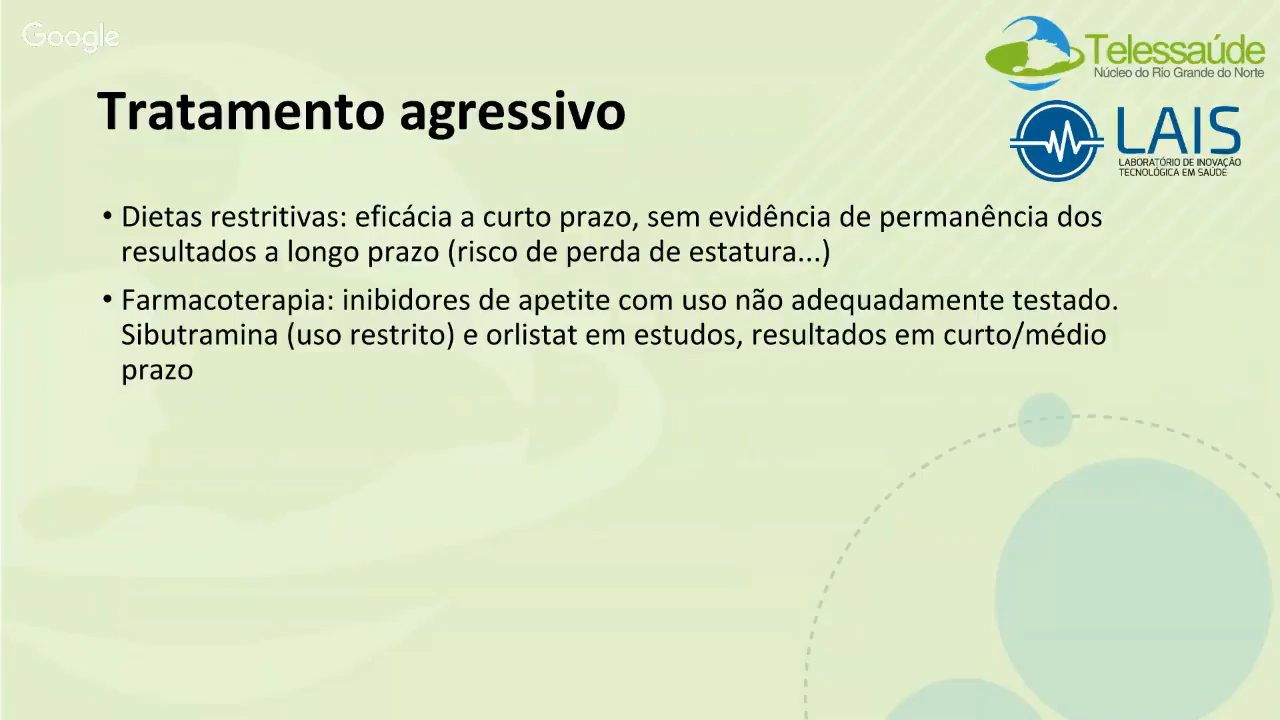 Google
Telessaúde
Núcleo do Rio Grande do Norte
Tratamento agressivo
LAIS
LABORATÓRIO DE INOVAÇÃO
TECNOLÓGICA EM SAÚDE
• Dietas restritivas: eficácia a curto prazo, sem evidência de permanência dos
resultados a longo prazo (risco de perda de estatura...)
• Farmacoterapia: inibidores de apetite com uso não adequadamente testado.
Sibutramina (uso restrito) e orlistat em estudos, resultados em curto/médio
prazo